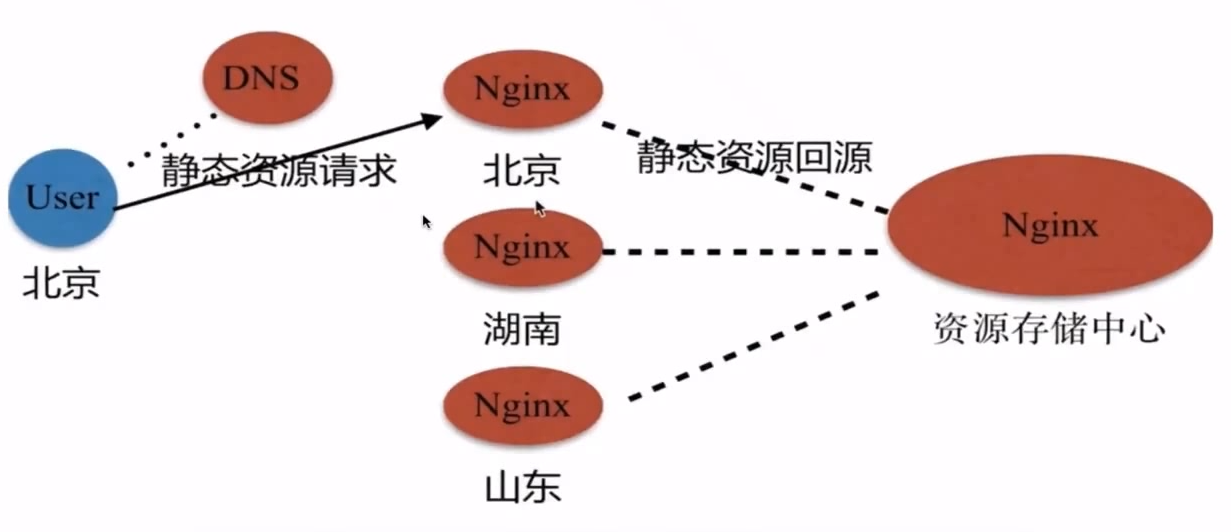 DNS
Nginx
静态资源请求
北京
静态资源回源
User
北京
Nginx
湖南
Nginx
山东
Nginx
资源存储中心